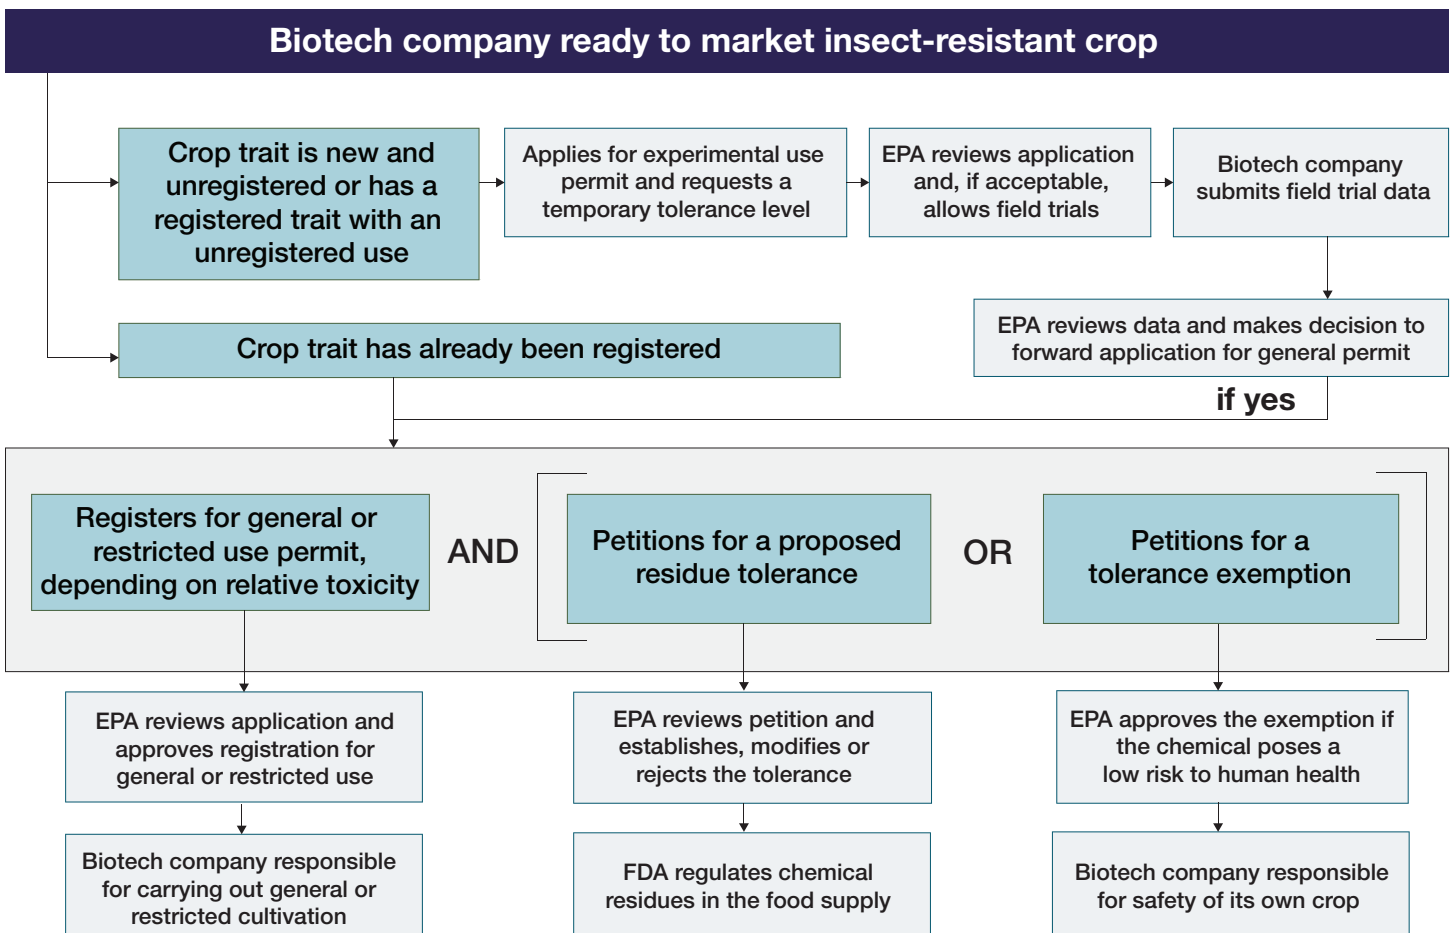 Biotech company ready to market insect-resistant crop
Crop trait is new and
unregistered or has a
registered trait with an
unregistered use
Applies for experimental use
permit and requests a
temporary tolerance level
EPA reviews application
and, if acceptable,
allows field trials
Biotech company
submits field trial data
EPA reviews data and makes decision to
forward application for general permit
if yes
Crop trait has already been registered
Registers for general or
restricted use permit,
depending on relative toxicity
AND
Petitions for a proposed
residue tolerance
OR
Petitions for a
tolerance exemption
EPA reviews application and
approves registration for
general or restricted use
EPA reviews petition and
establishes, modifies or
rejects the tolerance
EPA approves the exemption if
the chemical poses a
low risk to human health
Biotech company responsible
for carrying out general or
restricted cultivation
FDA regulates chemical
residues in the food supply
Biotech company responsible
for safety of its own crop